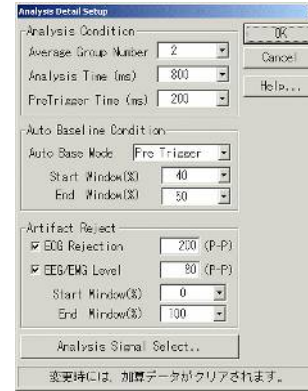 Analysis Detail Setup
Analysis Condition
Average Group Number 2
Analysis Time (ms) 800
PreTrigger Time (ms) 200
Auto Baseline Condition
Auto Base Mode Pre Trigger
Start Window(%) 40
End Window(%) 60
Artifact Reject
ECG Rejection 200 (P-P)
EEG/EMG Level 80 (P-P)
Start Window(%) 0
End Window(%) 100
Analysis Signal Select..
OK
Cancel
Help...
変更時には、加算データがクリアされます。